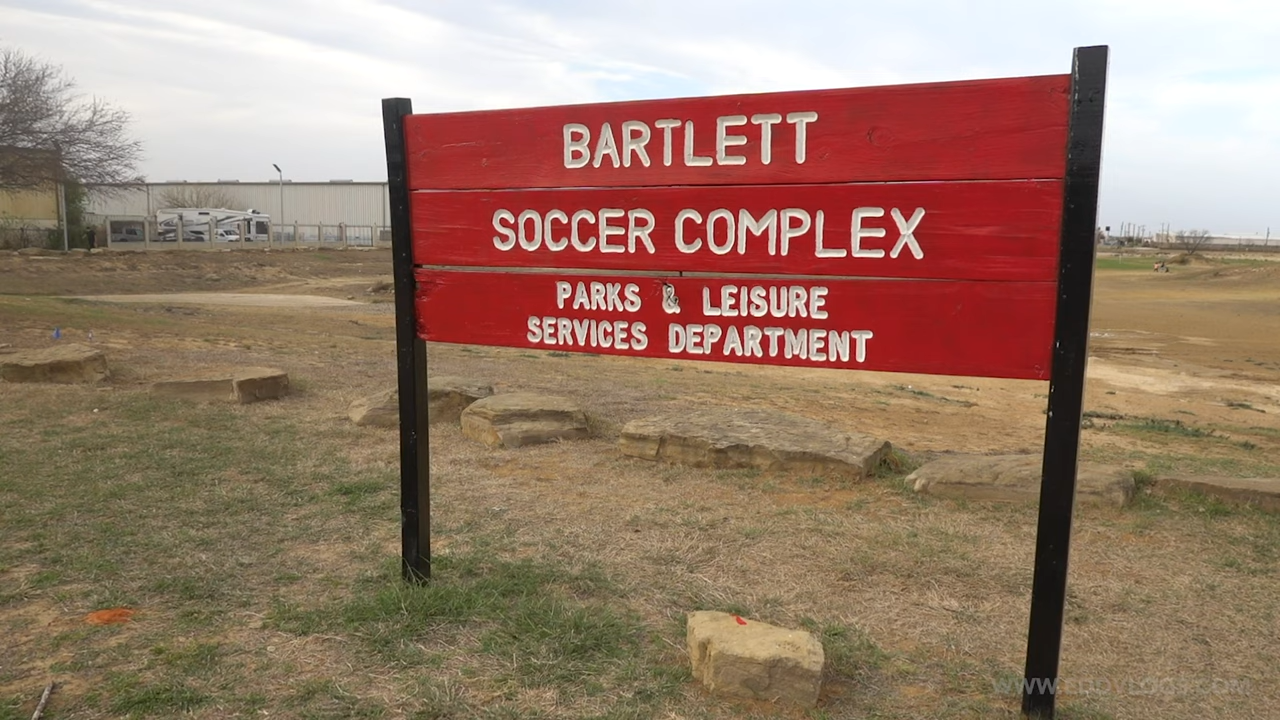 BARTLETT
SOCCER COMPLEX
PARKS & LEISURE
SERVICES DEPARTMENT